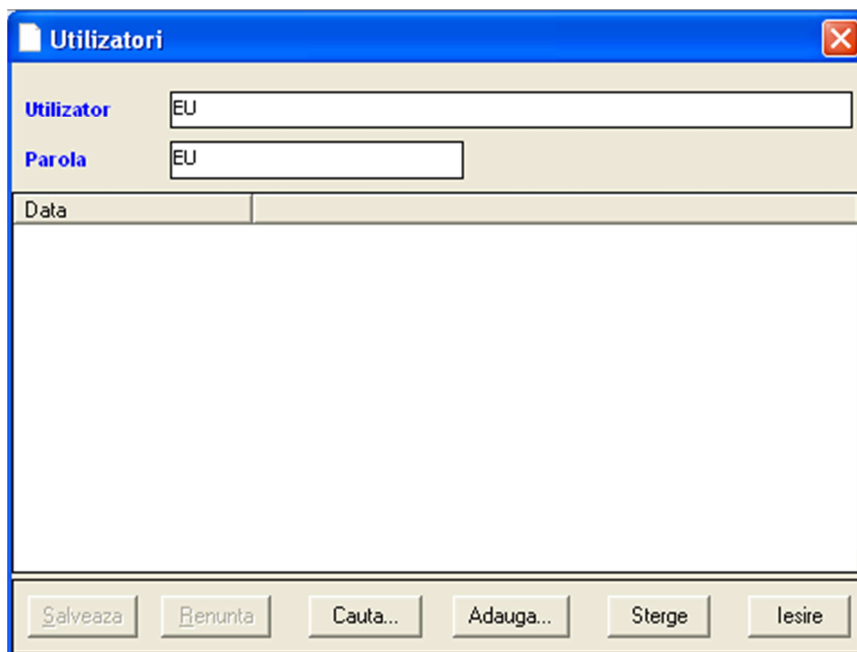 Utilizatori
Utilizator EU
Parola EU
Data
Salveaza Renunta Cauta... Adauga... Sterge Iesire